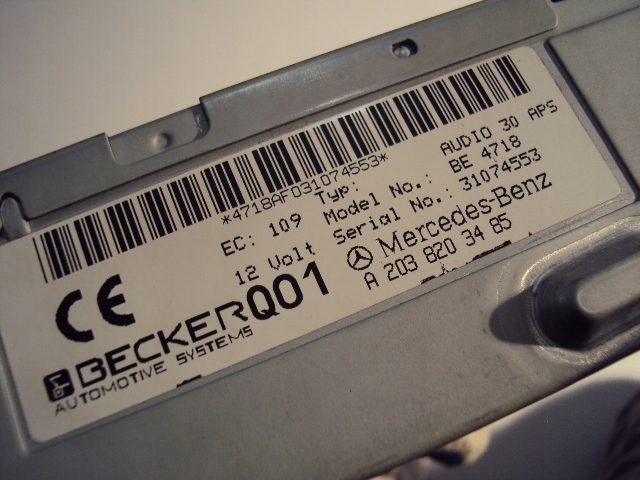 *4718AF031074553*
EC: 109 Typ: AUDIO 30 APS
Model No.: BE 4718
12 Volt Serial No.: 31074553
CE Mercedes-Benz
A 203 820 34 85
BECKER Q01
AUTOMOTIVE SYSTEMS